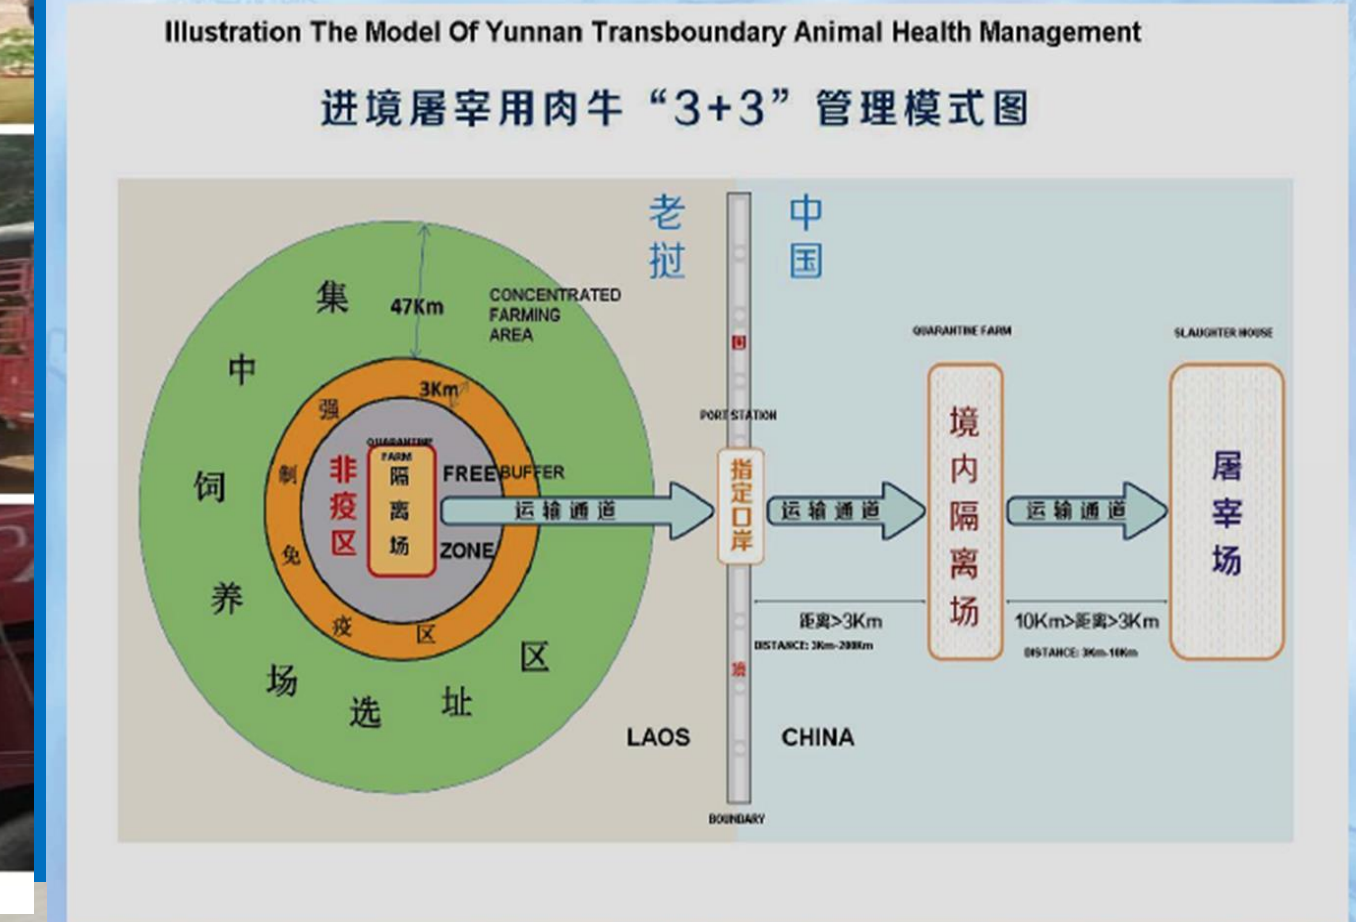 Illustration The Model Of Yunnan Transboundary Animal Health Management
进境屠宰用肉牛“3+3”管理模式图
老挝
中国
集中饲养场选址区
47Km
CONCENTRATED
FARMING
AREA
3Km
强制免疫区
非疫区
QUARANTINE
FARM
隔离场
FREE
ZONE
BUFFER
运输通道
国境
PORT STATION
指定口岸
运输通道
QUARANTINE FARM
境内隔离场
运输通道
SLAUGHTER HOUSE
屠宰场
距离>3Km
DISTANCE: 3Km-200Km
10Km>距离>3Km
DISTANCE: 3Km-10Km
LAOS
CHINA
BOUNDARY